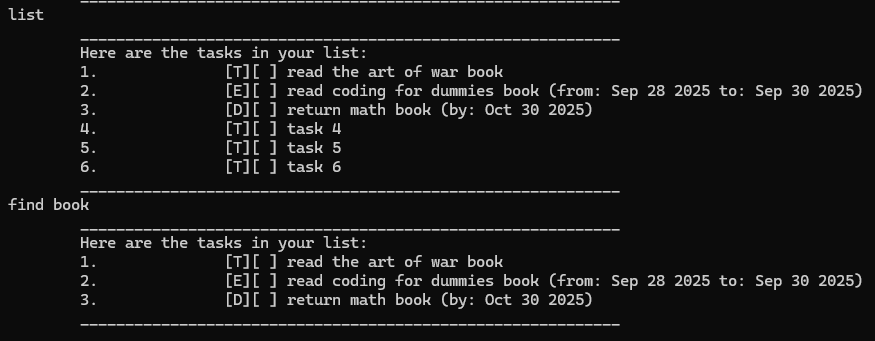 ____________________________________________________________
list
____________________________________________________________
Here are the tasks in your list:
1.              [T][ ] read the art of war book
2.              [E][ ] read coding for dummies book (from: Sep 28 2025 to: Sep 30 2025)
3.              [D][ ] return math book (by: Oct 30 2025)
4.              [T][ ] task 4
5.              [T][ ] task 5
6.              [T][ ] task 6
____________________________________________________________
find book
____________________________________________________________
Here are the tasks in your list:
1.              [T][ ] read the art of war book
2.              [E][ ] read coding for dummies book (from: Sep 28 2025 to: Sep 30 2025)
3.              [D][ ] return math book (by: Oct 30 2025)
____________________________________________________________